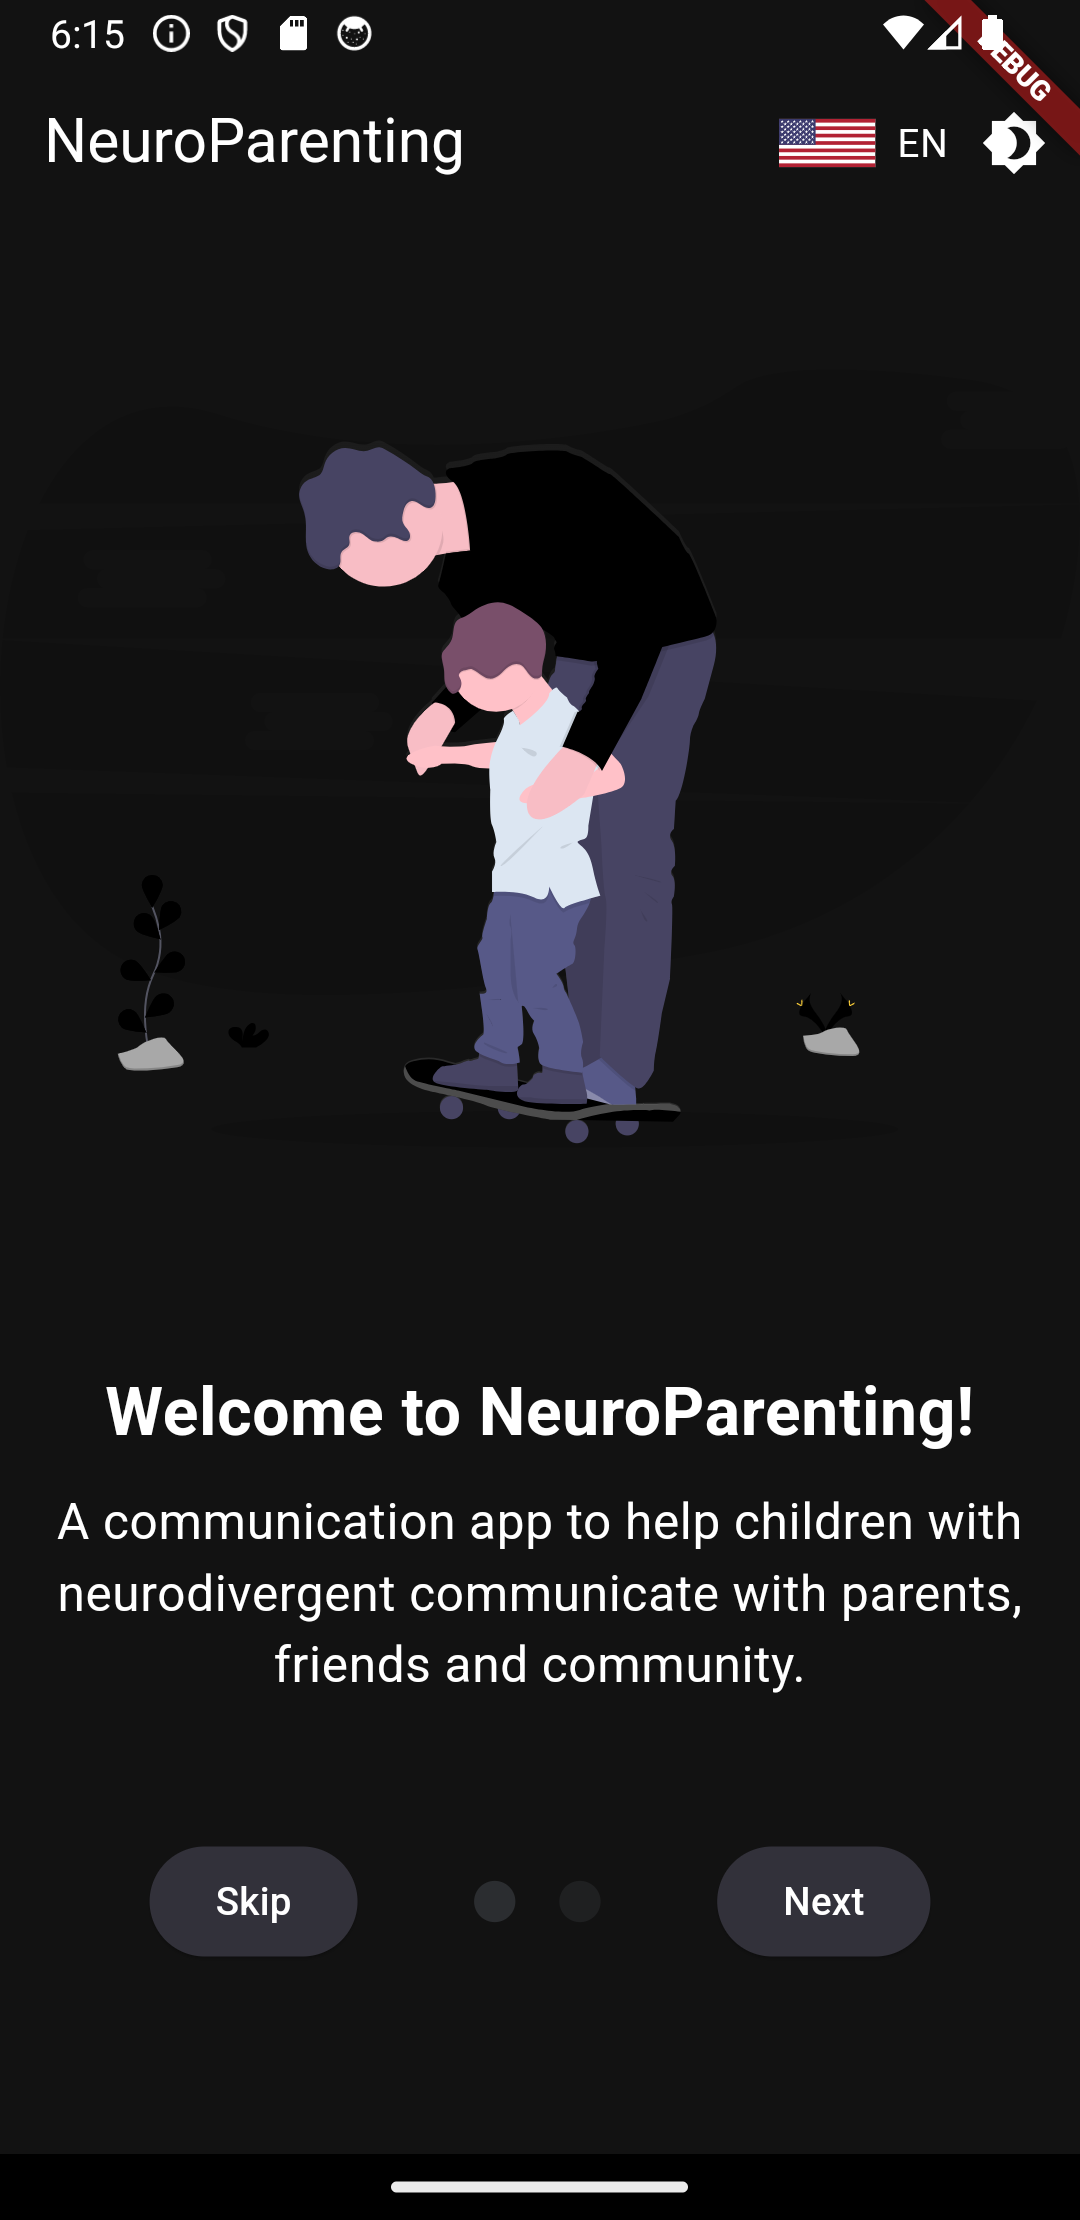 6:15
NeuroParenting
EN
Welcome to NeuroParenting!
A communication app to help children with
neurodivergent communicate with parents,
friends and community.
Skip
Next